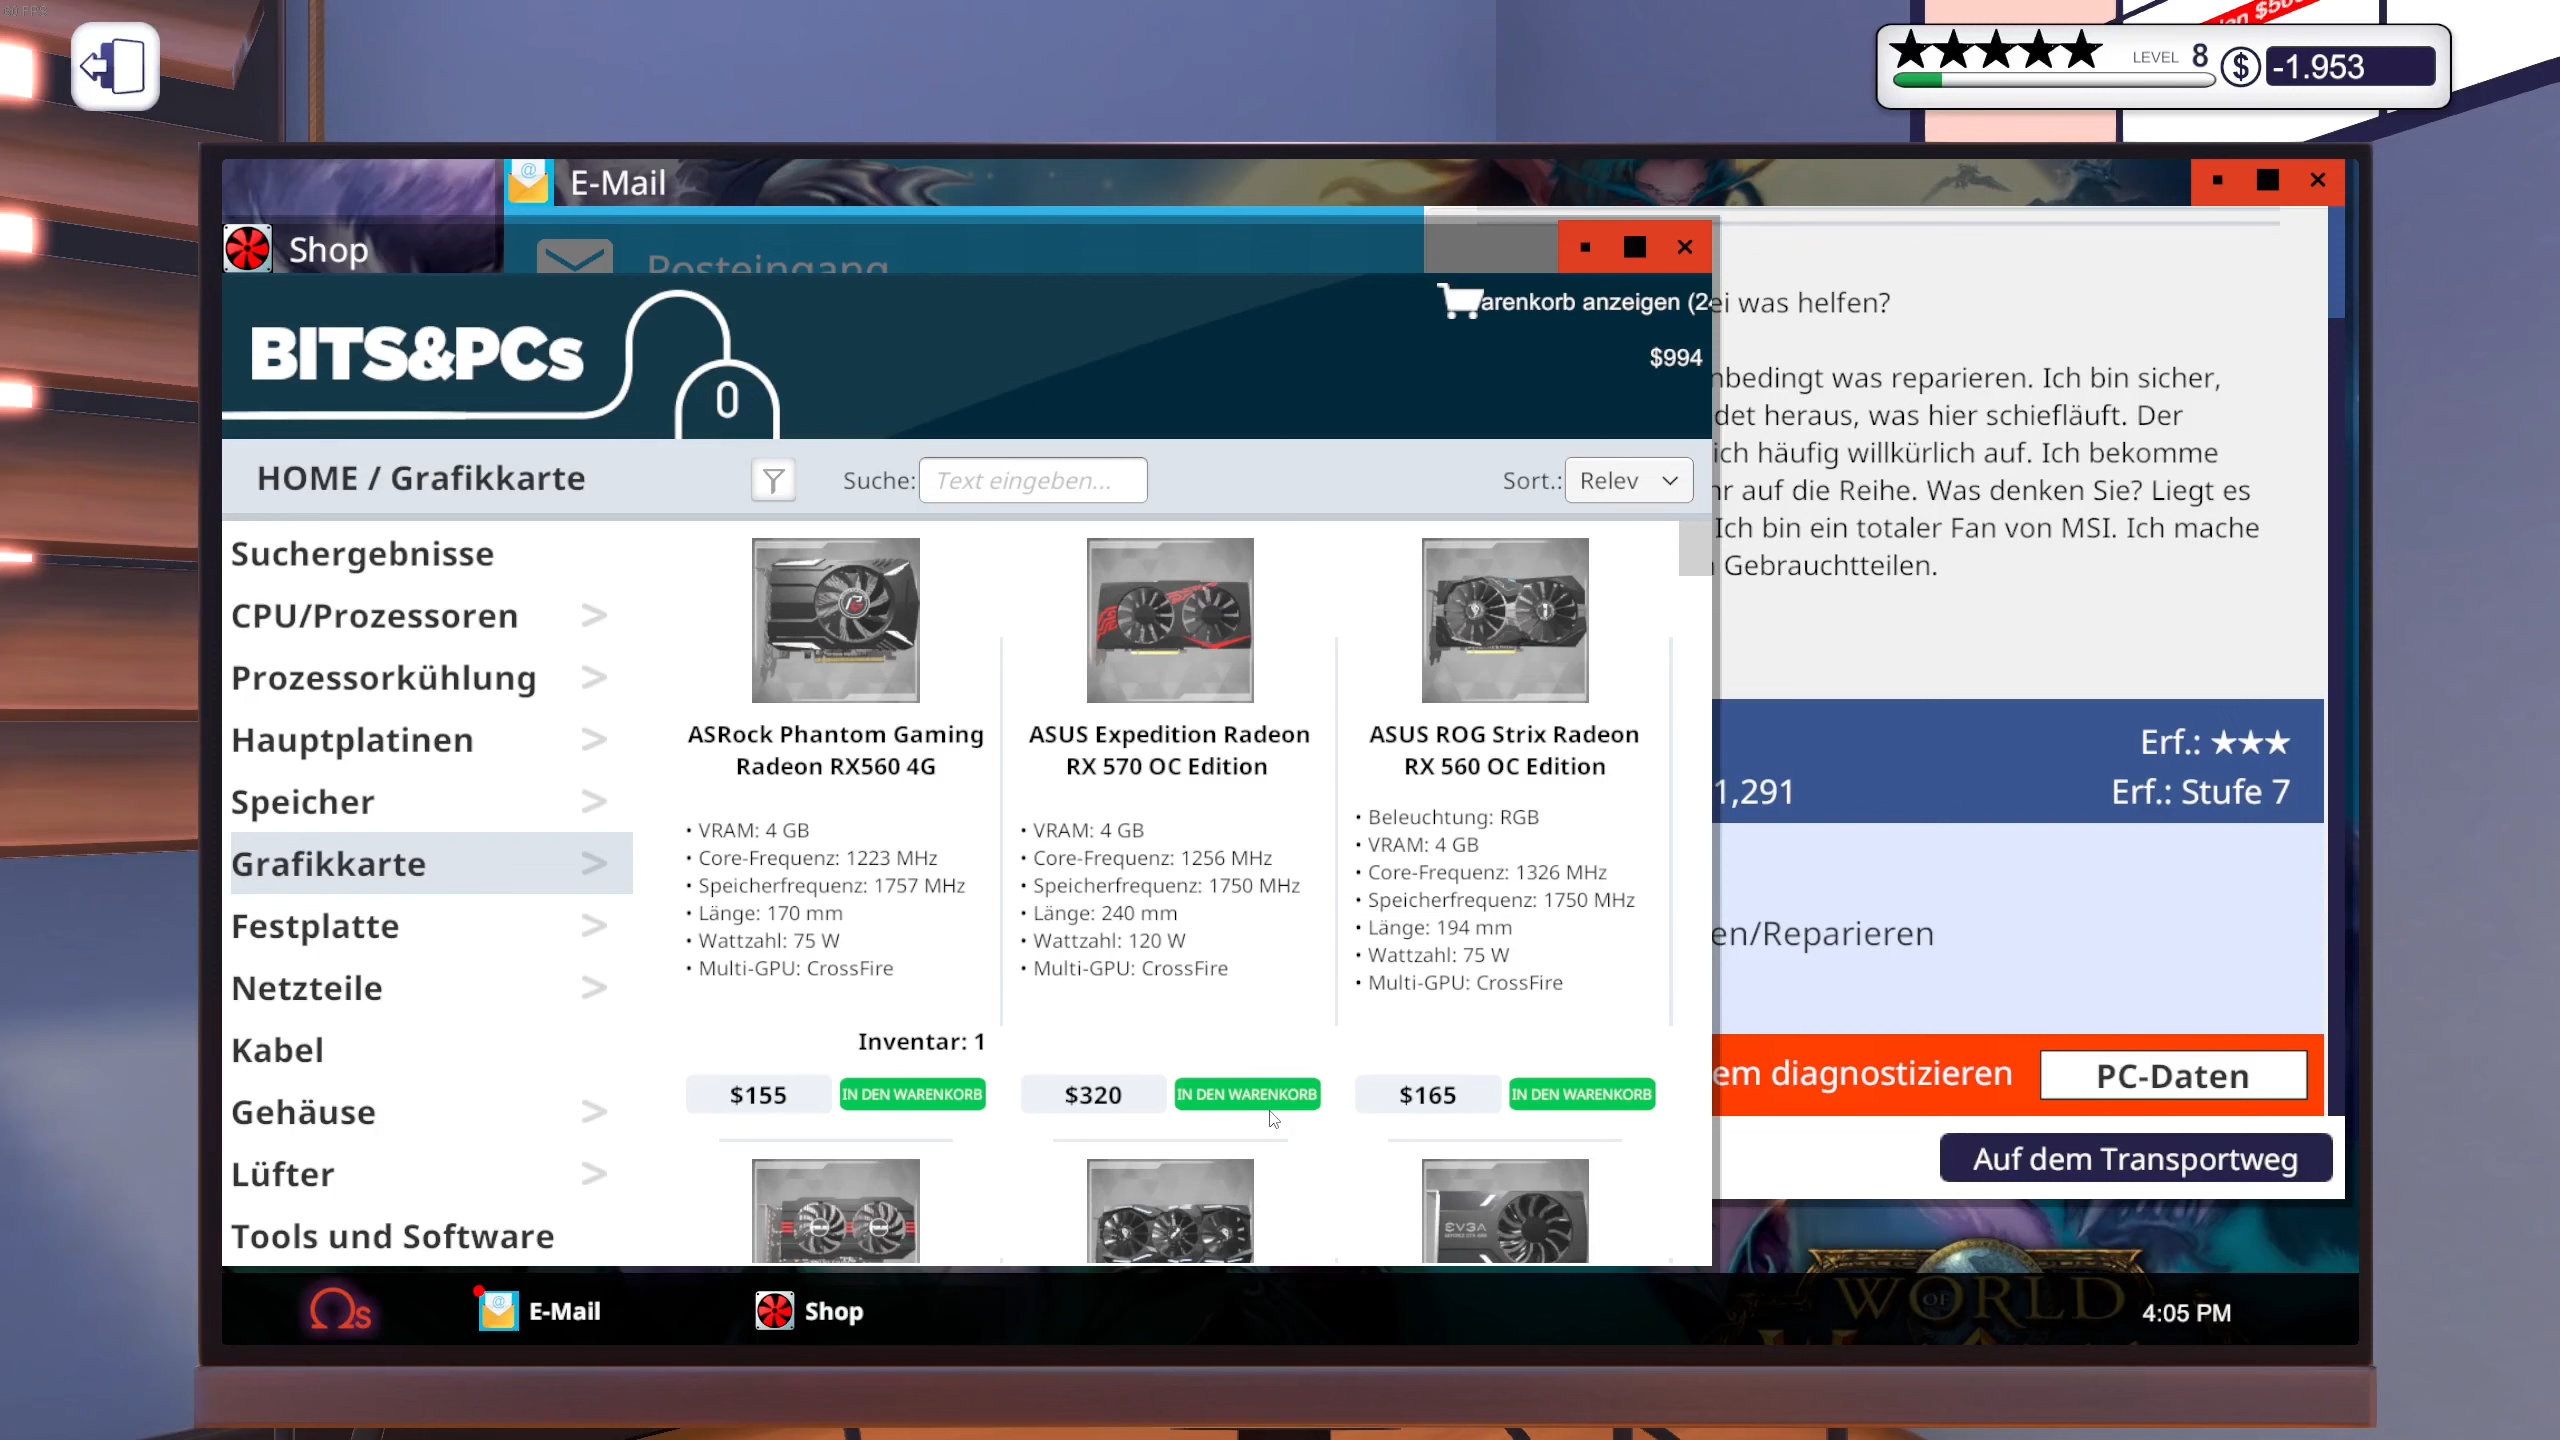 60 FPS
LEVEL 8
-1.953
E-Mail
Shop
Posteingang
arenkorb anzeigen (2
$994
BITS&PCs
HOME / Grafikkarte
Suche:
Text eingeben...
Sort.:
Relev
Suchergebnisse
CPU/Prozessoren >
Prozessorkühlung >
Hauptplatinen >
Speicher >
Grafikkarte >
Festplatte >
Netzteile >
Kabel
Gehäuse >
Lüfter >
Tools und Software
ASRock Phantom Gaming
Radeon RX560 4G
• VRAM: 4 GB
• Core-Frequenz: 1223 MHz
• Speicherfrequenz: 1757 MHz
• Länge: 170 mm
• Wattzahl: 75 W
• Multi-GPU: CrossFire
Inventar: 1
$155
IN DEN WARENKORB
ASUS Expedition Radeon
RX 570 OC Edition
• VRAM: 4 GB
• Core-Frequenz: 1256 MHz
• Speicherfrequenz: 1750 MHz
• Länge: 240 mm
• Wattzahl: 120 W
• Multi-GPU: CrossFire
$320
IN DEN WARENKORB
ASUS ROG Strix Radeon
RX 560 OC Edition
• Beleuchtung: RGB
• VRAM: 4 GB
• Core-Frequenz: 1326 MHz
• Speicherfrequenz: 1750 MHz
• Länge: 194 mm
• Wattzahl: 75 W
• Multi-GPU: CrossFire
$165
IN DEN WARENKORB
EVGA
ei was helfen?
nbedingt was reparieren. Ich bin sicher,
det heraus, was hier schiefläuft. Der
ich häufig willkürlich auf. Ich bekomme
hr auf die Reihe. Was denken Sie? Liegt es
Ich bin ein totaler Fan von MSI. Ich mache
Gebrauchtteilen.
Erf.: ★★★
1,291
Erf.: Stufe 7
en/Reparieren
em diagnostizieren
PC-Daten
Auf dem Transportweg
WORLD
OF
Ωs
E-Mail
Shop
4:05 PM